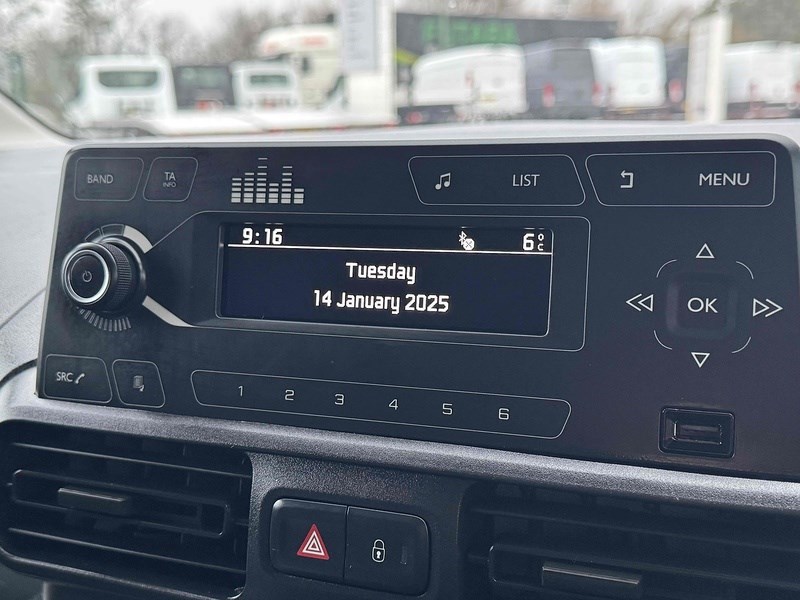 BAND
TA
INFO
LIST
MENU
9:16
6°C
Tuesday
14 January 2025
OK
SRC
1 2 3 4 5 6